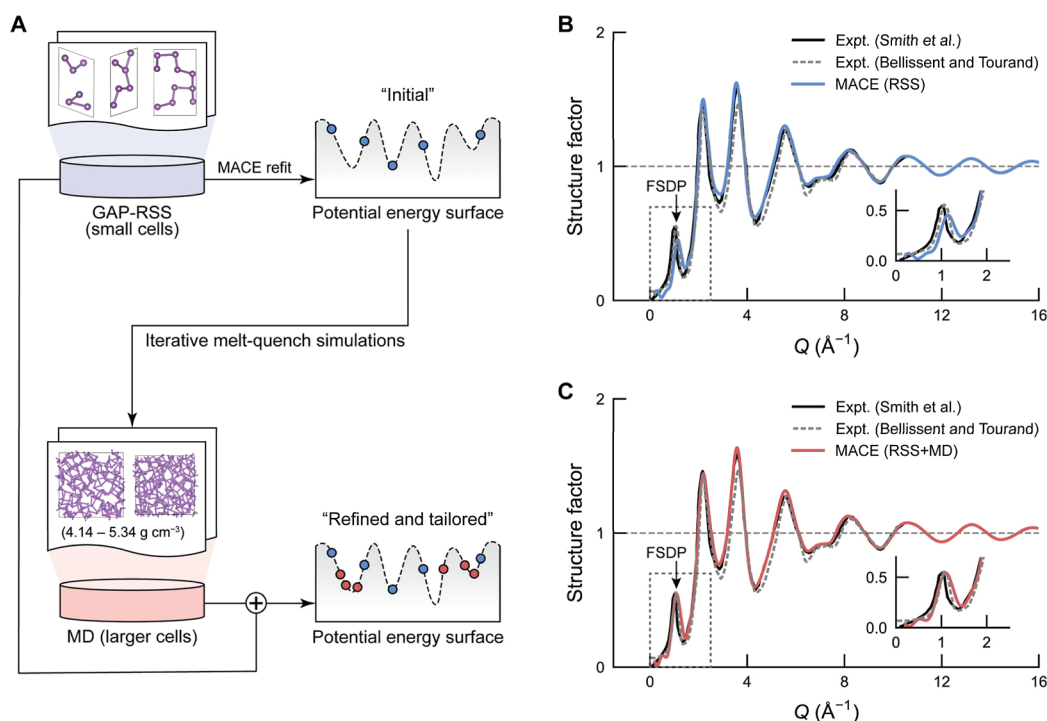 A
"Initial"
MACE refit
GAP-RSS
(small cells)
Potential energy surface
Iterative melt-quench simulations
(4.14 – 5.34 g cm⁻³)
"Refined and tailored"
MD (larger cells)
Potential energy surface
B
Structure factor
2
1
0
Expt. (Smith et al.)
Expt. (Bellissent and Tourand)
MACE (RSS)
FSDP
0.5
0.0
0
1
2
0
4
8
12
16
Q (Å⁻¹)
C
Structure factor
2
1
0
Expt. (Smith et al.)
Expt. (Bellissent and Tourand)
MACE (RSS+MD)
FSDP
0.5
0.0
0
1
2
0
4
8
12
16
Q (Å⁻¹)